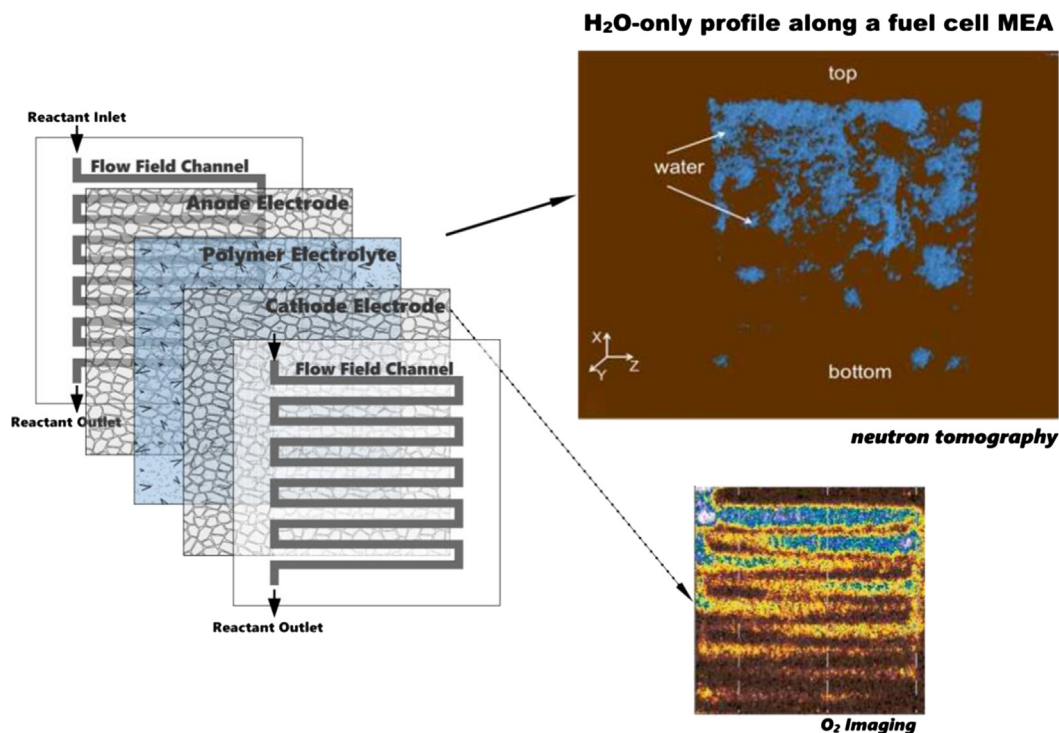 H₂O-only profile along a fuel cell MEA
Reactant Inlet
Flow Field Channel
Anode Electrode
Polymer Electrolyte
Cathode Electrode
Flow Field Channel
Reactant Outlet
Reactant Outlet
top
water
X
Z
Y
bottom
neutron tomography
O₂ Imaging